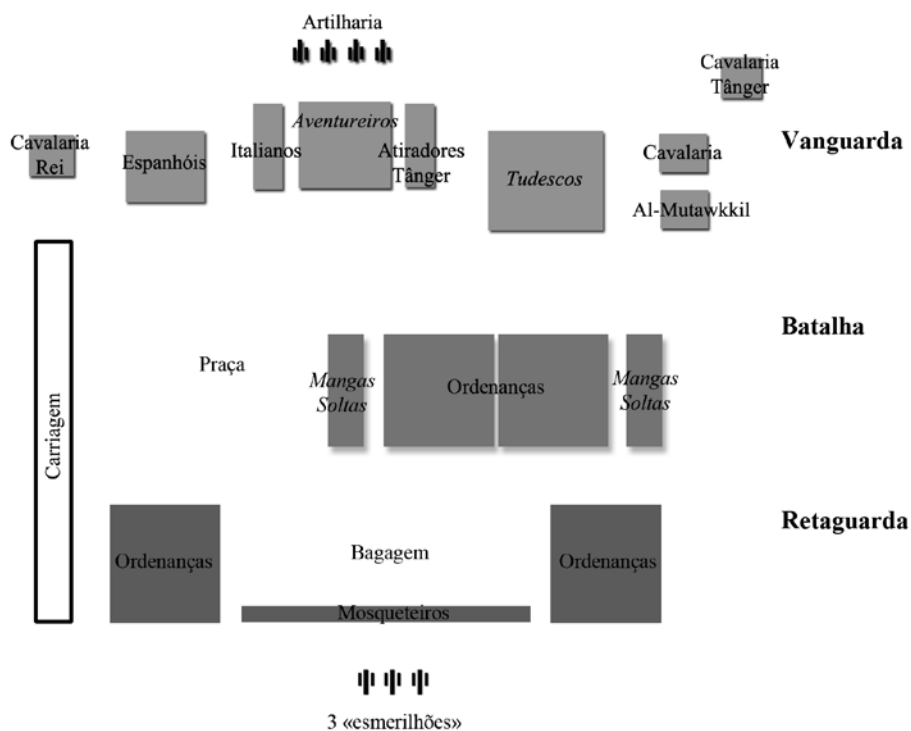 Artilharia
Cavalaria
Tânger
Aventureiros
Cavalaria
Rei
Espanhóis
Italianos
Atiradores
Tânger
Tudescos
Cavalaria
Al-Mutawkkil
Vanguarda
Carriagem
Praça
Mangas
Soltas
Ordenanças
Mangas
Soltas
Batalha
Ordenanças
Bagagem
Mosqueteiros
Ordenanças
Retaguarda
3 «esmerilhões»